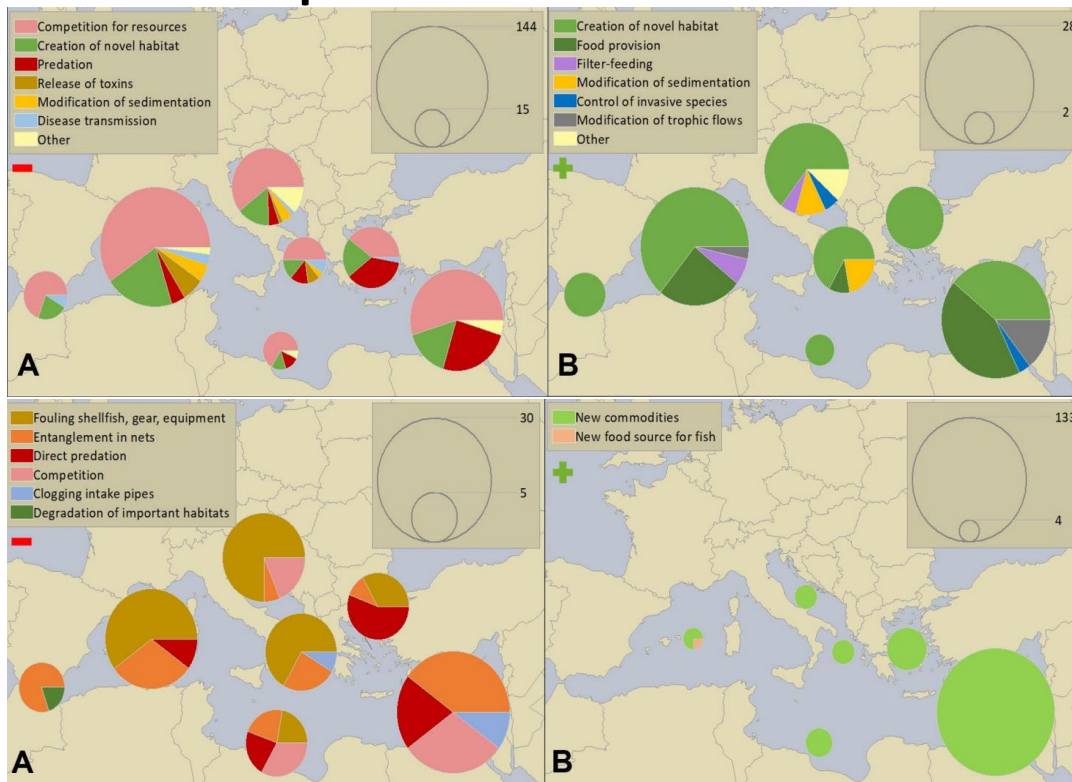 Competition for resources
Creation of novel habitat
Predation
Release of toxins
Modification of sedimentation
Disease transmission
Other
144
15
A
Creation of novel habitat
Food provision
Filter-feeding
Modification of sedimentation
Control of invasive species
Modification of trophic flows
Other
28
2
B
Fouling shellfish, gear, equipment
Entanglement in nets
Direct predation
Competition
Clogging intake pipes
Degradation of important habitats
30
5
A
New commodities
New food source for fish
133
4
B